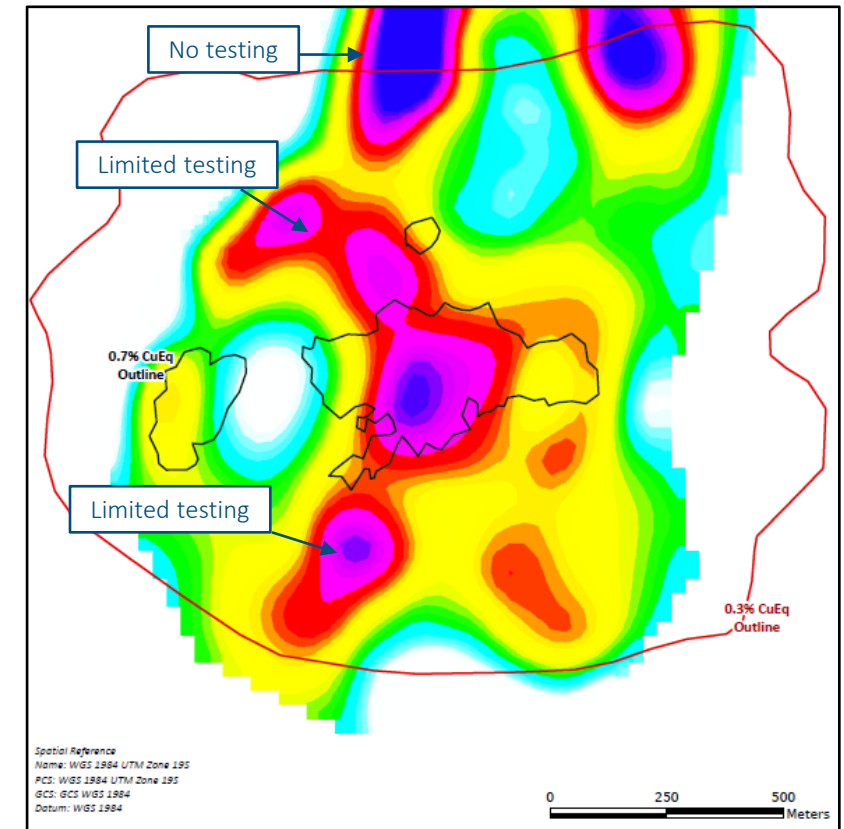 No testing
Limited testing
0.7% CuEq
Outline
Limited testing
0.3% CuEq
Outline
Spatial Reference
Name: WGS 1984 UTM Zone 19S
PCS: WGS 1984 UTM Zone 19S
GCS: GCS WGS 1984
Datum: WGS 1984
0 250 500
Meters